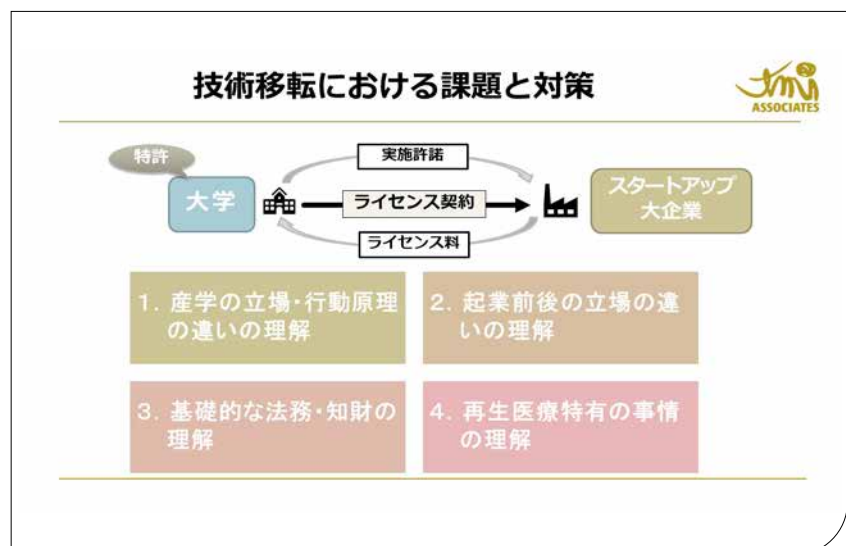 技術移転における課題と対策
tmi
ASSOCIATES
特許
大学
実施許諾
ライセンス契約
ライセンス料
スタートアップ
大企業
1. 産学の立場・行動原理
の違いの理解
2. 起業前後の立場の違
いの理解
3. 基礎的な法務・知財の
理解
4. 再生医療特有の事情
の理解